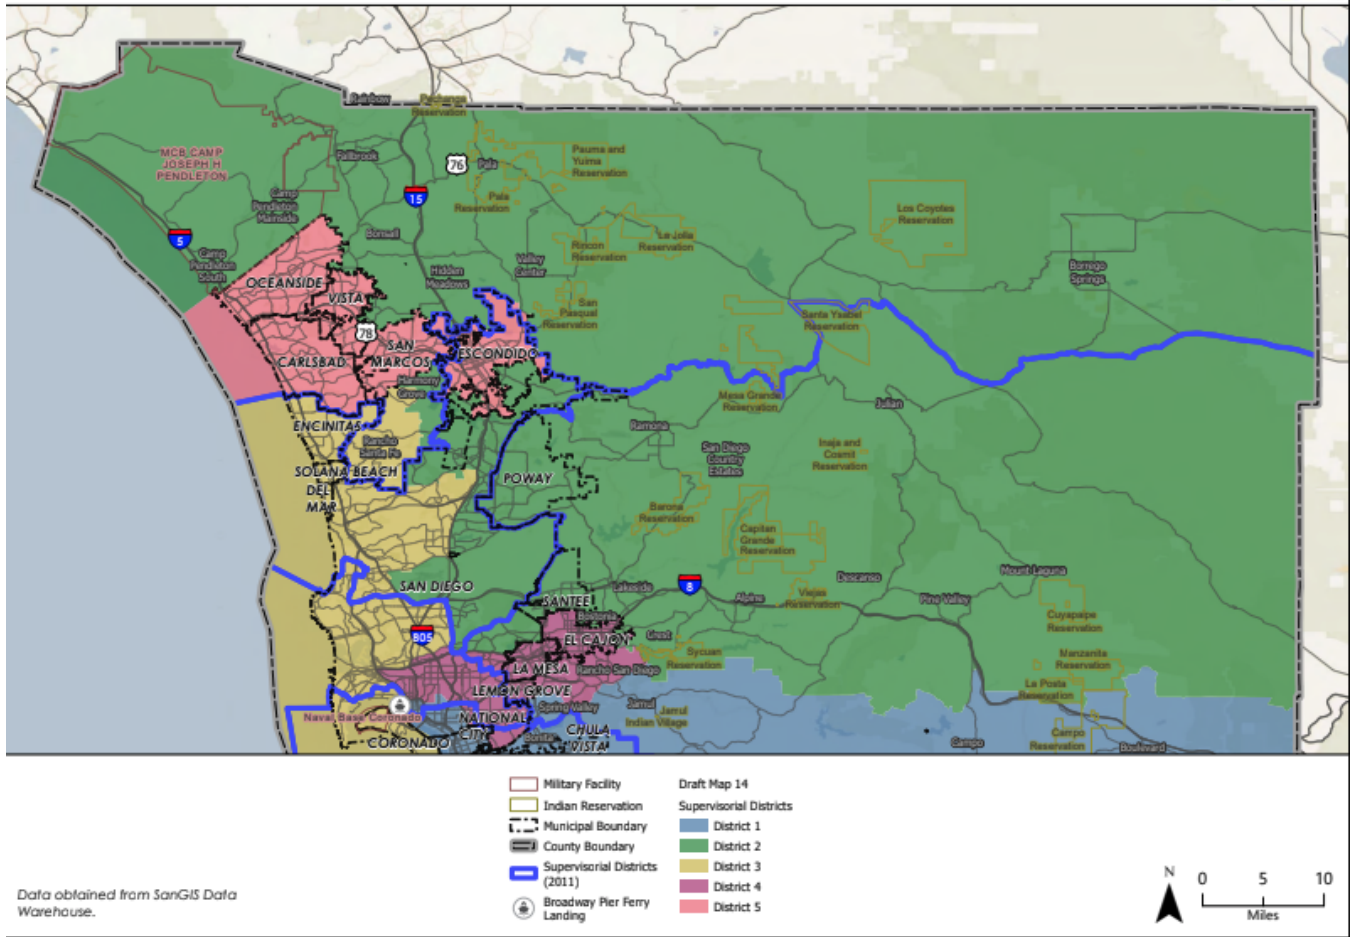 Rainbow
Pechanga
Reservation
MCB CAMP
JOSEPH H
PENDLETON
Fallbrook
76
Pala
Pauma and
Yuima
Reservation
Camp
Pendleton
Mainside
15
Pala
Reservation
Los Coyotes
Reservation
5
Bonsall
Rincon
Reservation
La Jolla
Reservation
Camp
Pendleton
South
Hidden
Meadows
Valley
Center
Borrego
Springs
OCEANSIDE
VISTA
San
Pasqual
Reservation
Santa Ysabel
Reservation
78
SAN
MARCOS
ESCONDIDO
CARLSBAD
Harmony
Grove
Mesa Grande
Reservation
Julian
ENCINITAS
Rancho
Santa Fe
Ramona
San Diego
Country
Estates
Inaja and
Cosmit
Reservation
SOLANA BEACH
DEL
MAR
POWAY
Barona
Reservation
Capitan
Grande
Reservation
SAN DIEGO
Lakeside
8
Alpine
Viejas
Reservation
Descanso
Mount Laguna
Pine Valley
SANTEE
Bostonia
Cuyapaipe
Reservation
805
EL CAJON
Crest
Sycuan
Reservation
Manzanita
Reservation
LA MESA
Rancho San Diego
La Posta
Reservation
LEMON GROVE
Spring Valley
Jamul
Jamul
Indian Village
Naval Base Coronado
NATIONAL
CITY
CORONADO
Bonita
CHULA
VISTA
Campo
Campo
Reservation
Boulevard
Military Facility
Indian Reservation
Municipal Boundary
County Boundary
Supervisorial Districts
(2011)
Broadway Pier Ferry
Landing
Draft Map 14
Supervisorial Districts
District 1
District 2
District 3
District 4
District 5
Data obtained from SanGIS Data
Warehouse.
N
0 5 10
Miles